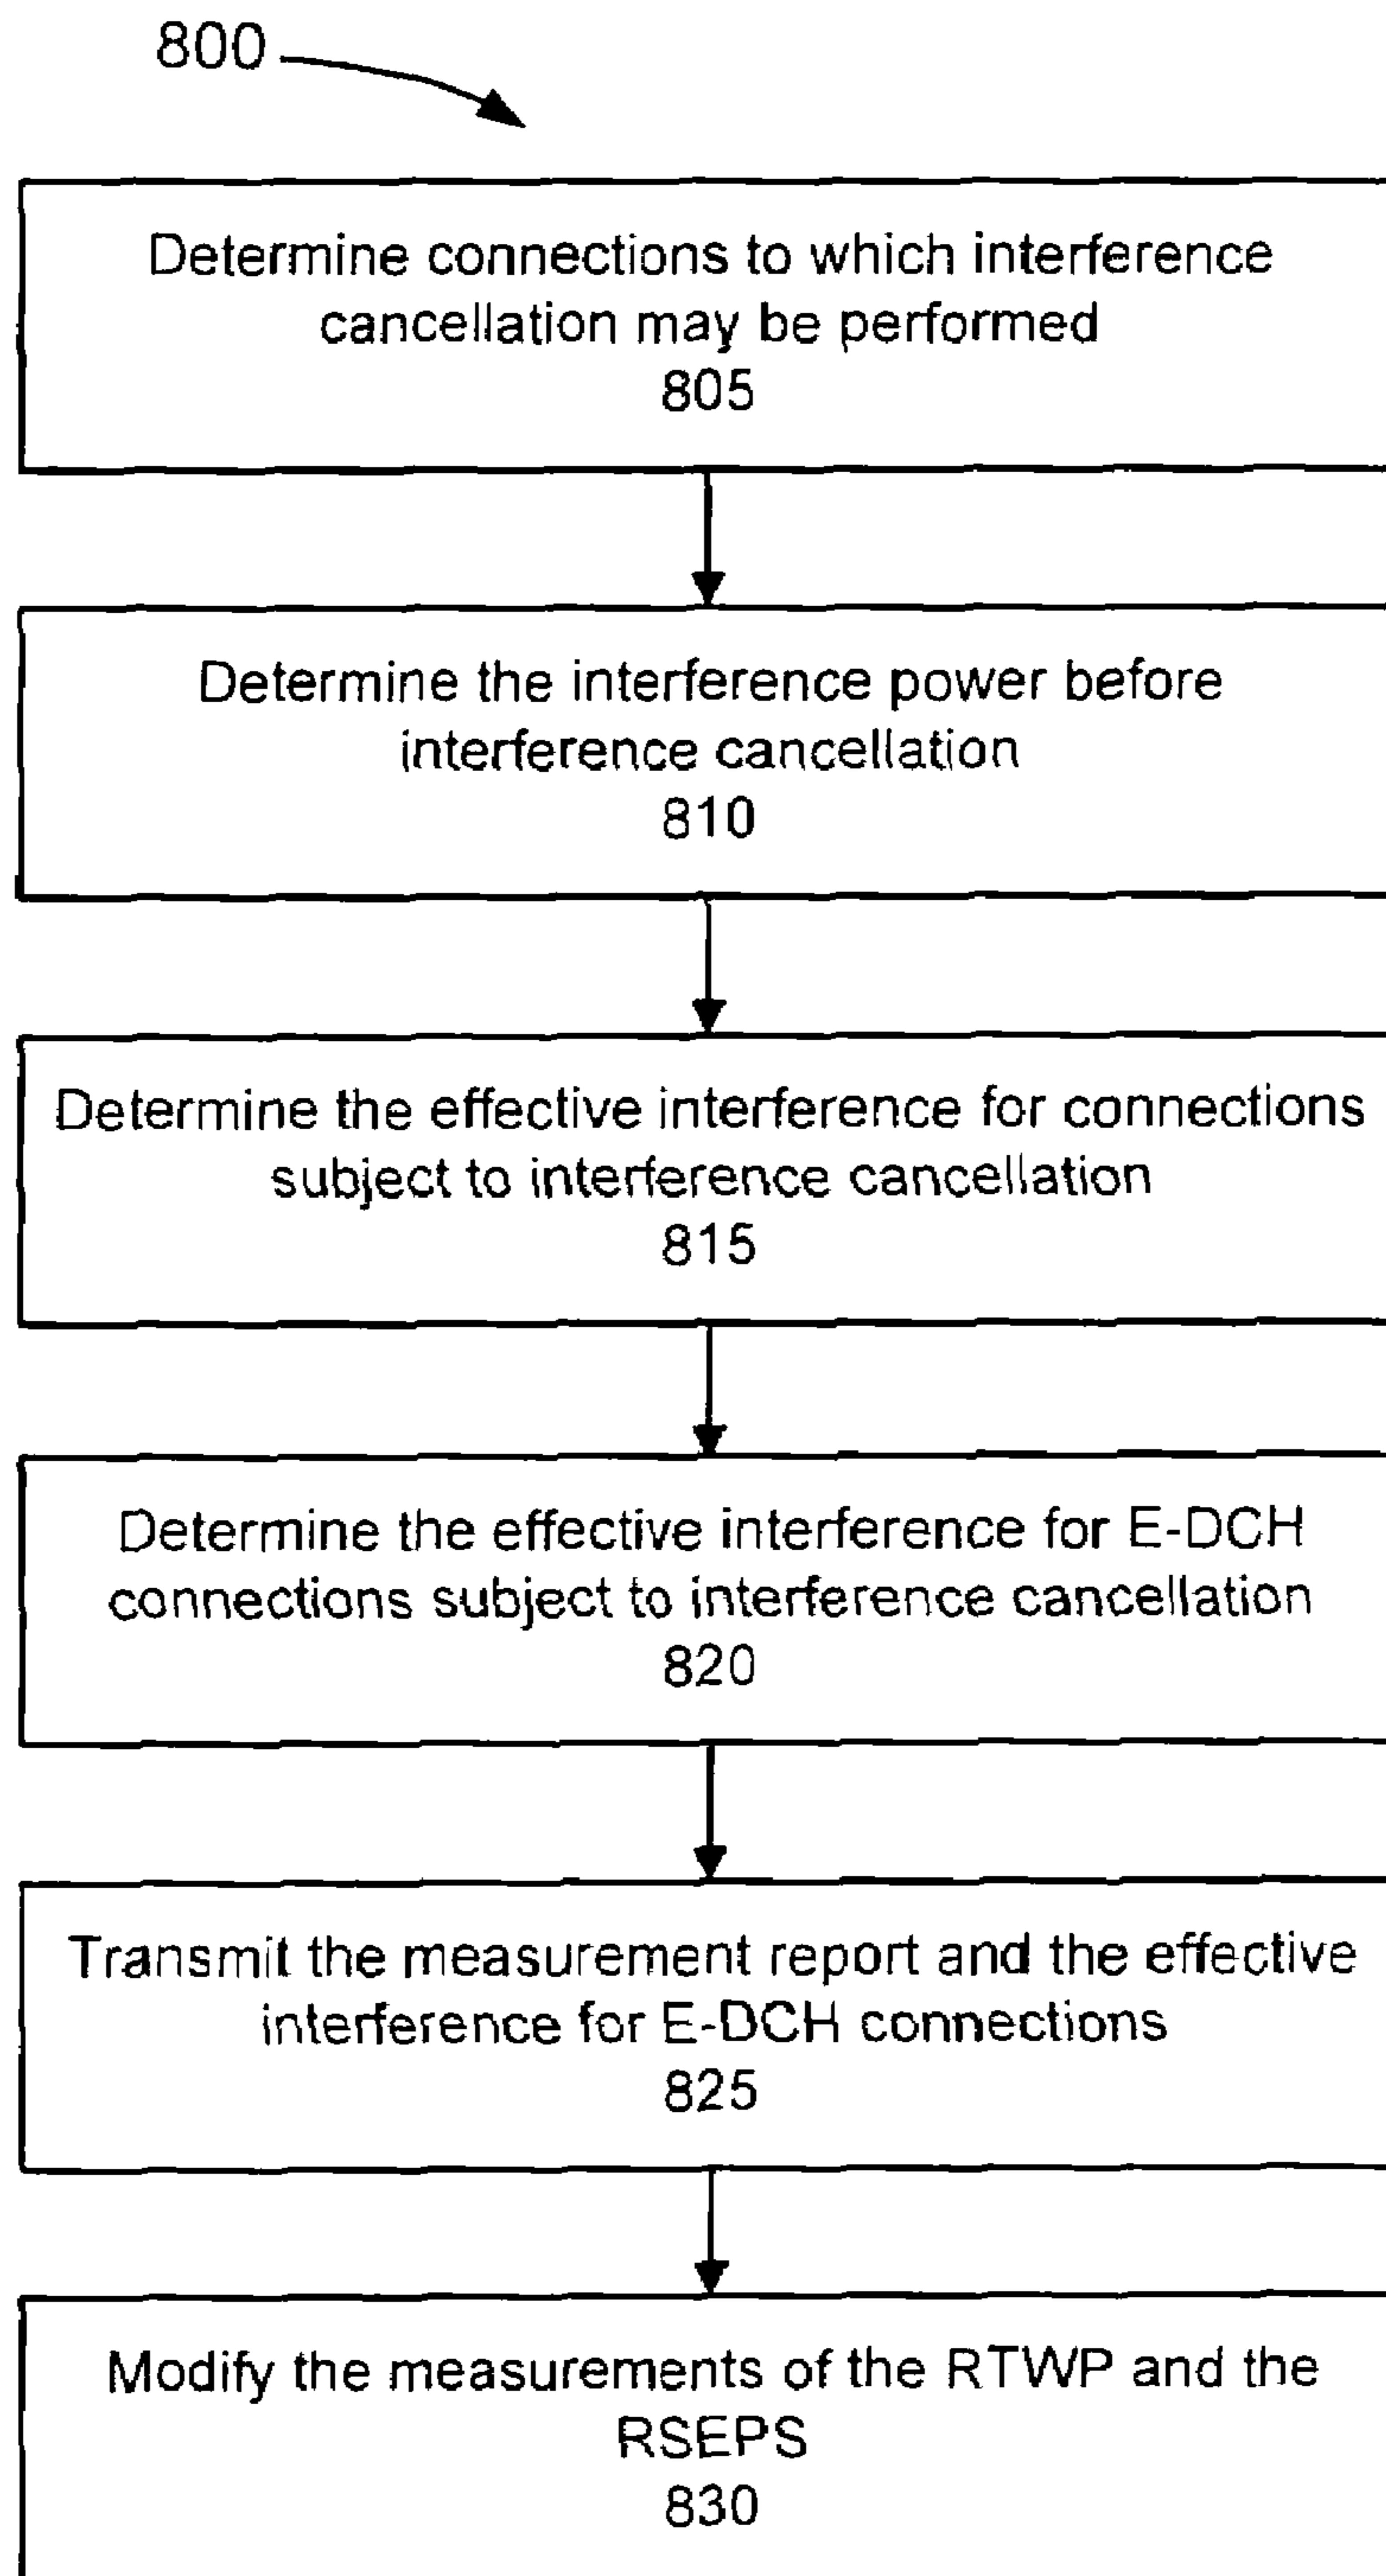 800
Determine connections to which interference
cancellation may be performed
805
Determine the interference power before
interference cancellation
810
Determine the effective interference for connections
subject to interference cancellation
815
Determine the effective interference for E-DCH
connections subject to interference cancellation
820
Transmit the measurement report and the effective
interference for E-DCH connections
825
Modify the measurements of the RTWP and the
RSEPS
830